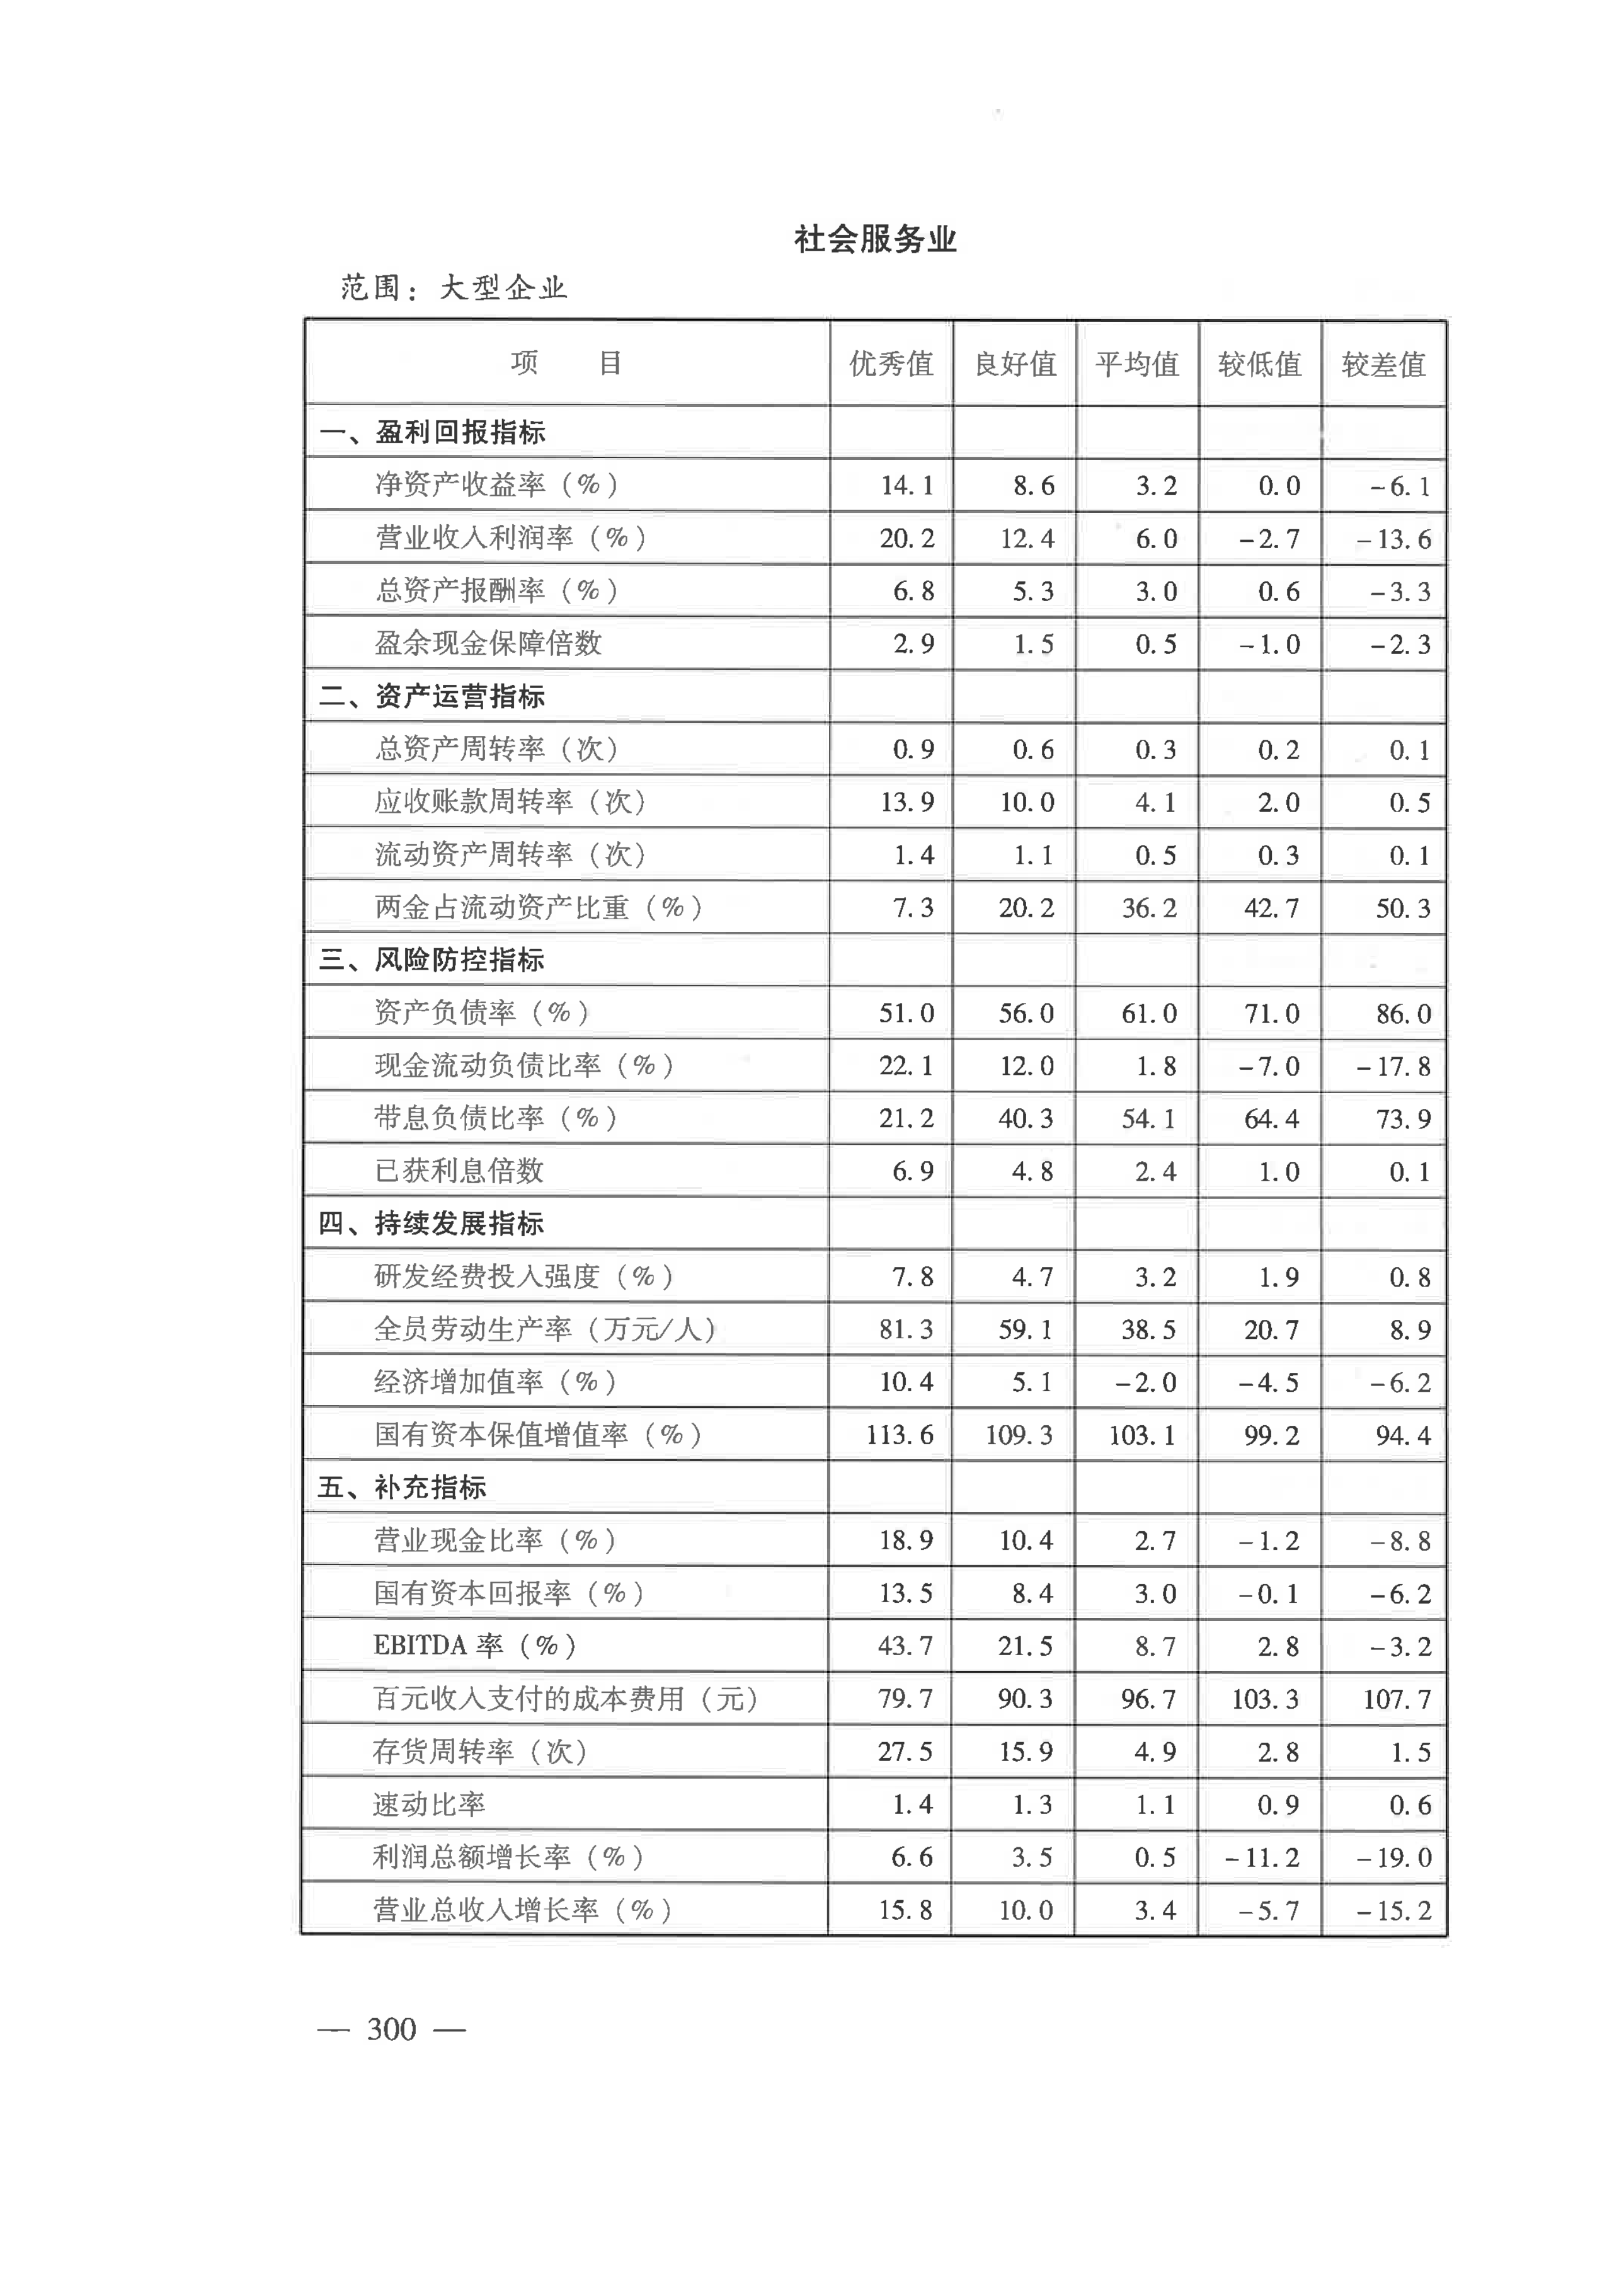 社会服务业
范围：大型企业
项 目 优秀值 良好值 平均值 较低值 较差值
一、盈利回报指标
净资产收益率（%） 14.1 8.6 3.2 0.0 -6.1
营业收入利润率（%） 20.2 12.4 6.0 -2.7 -13.6
总资产报酬率（%） 6.8 5.3 3.0 0.6 -3.3
盈余现金保障倍数 2.9 1.5 0.5 -1.0 -2.3
二、资产运营指标
总资产周转率（次） 0.9 0.6 0.3 0.2 0.1
应收账款周转率（次） 13.9 10.0 4.1 2.0 0.5
流动资产周转率（次） 1.4 1.1 0.5 0.3 0.1
两金占流动资产比重（%） 7.3 20.2 36.2 42.7 50.3
三、风险防控指标
资产负债率（%） 51.0 56.0 61.0 71.0 86.0
现金流动负债比率（%） 22.1 12.0 1.8 -7.0 -17.8
带息负债比率（%） 21.2 40.3 54.1 64.4 73.9
已获利息倍数 6.9 4.8 2.4 1.0 0.1
四、持续发展指标
研发经费投入强度（%） 7.8 4.7 3.2 1.9 0.8
全员劳动生产率（万元/人） 81.3 59.1 38.5 20.7 8.9
经济增加值率（%） 10.4 5.1 -2.0 -4.5 -6.2
国有资本保值增值率（%） 113.6 109.3 103.1 99.2 94.4
五、补充指标
营业现金比率（%） 18.9 10.4 2.7 -1.2 -8.8
国有资本回报率（%） 13.5 8.4 3.0 -0.1 -6.2
EBITDA 率（%） 43.7 21.5 8.7 2.8 -3.2
百元收入支付的成本费用（元） 79.7 90.3 96.7 103.3 107.7
存货周转率（次） 27.5 15.9 4.9 2.8 1.5
速动比率 1.4 1.3 1.1 0.9 0.6
利润总额增长率（%） 6.6 3.5 0.5 -11.2 -19.0
营业总收入增长率（%） 15.8 10.0 3.4 -5.7 -15.2
— 300 —